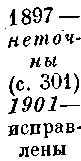 1897 —
неточ-
ны
(с. 301)
1901 —
исправ-
лены